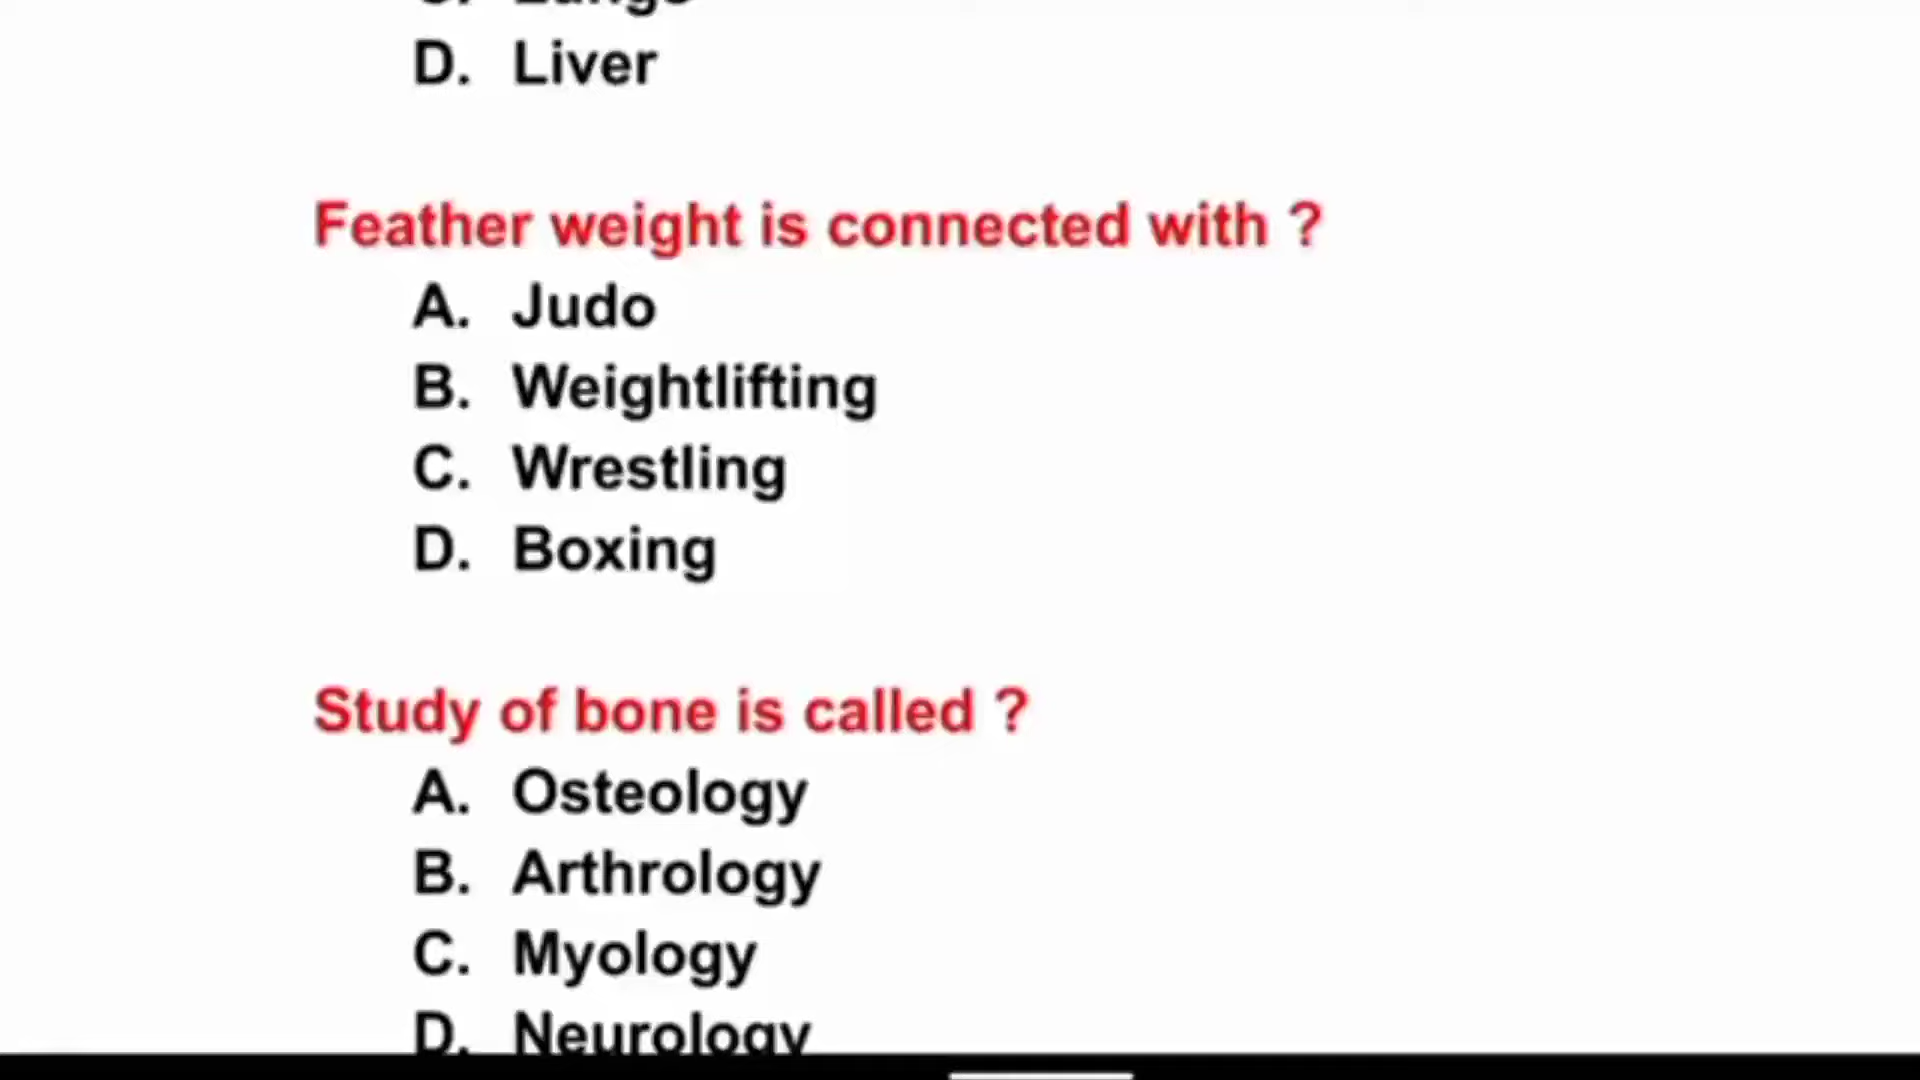 D. Liver
Feather weight is connected with ?
A. Judo
B. Weightlifting
C. Wrestling
D. Boxing
Study of bone is called ?
A. Osteology
B. Arthrology
C. Myology
D. Neurology